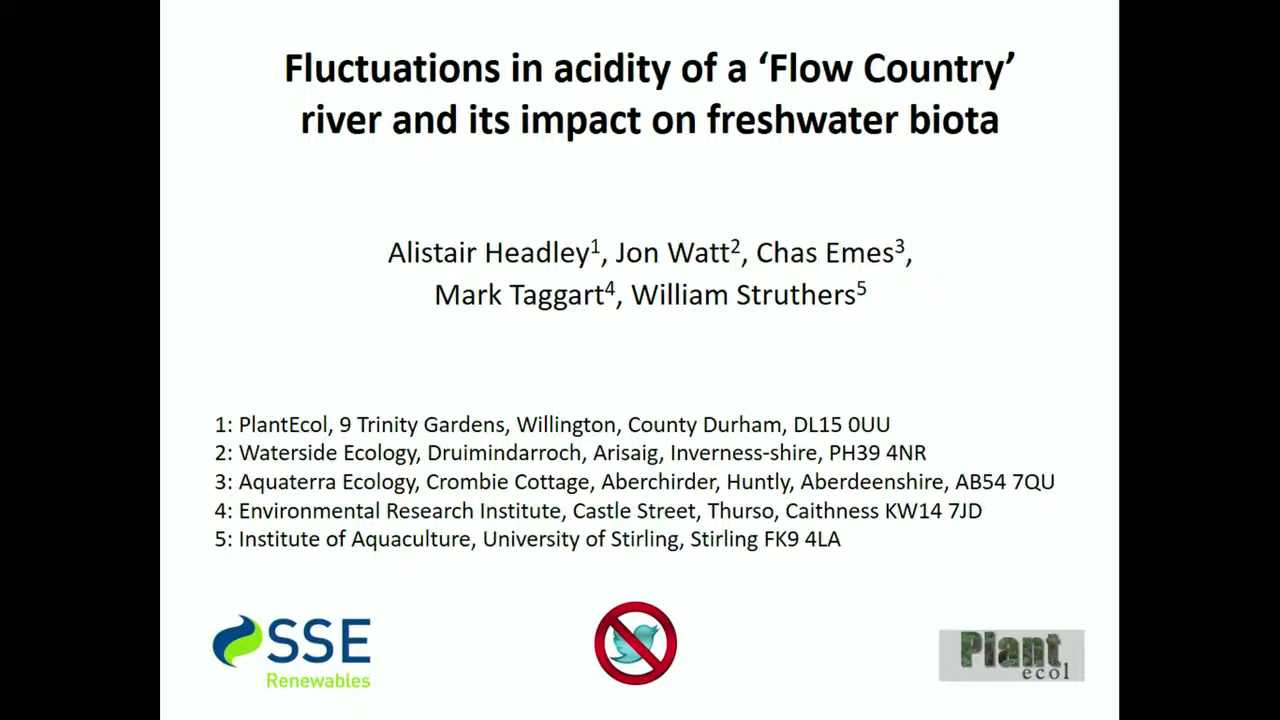 Fluctuations in acidity of a ‘Flow Country’
river and its impact on freshwater biota
Alistair Headley1, Jon Watt2, Chas Emes3,
Mark Taggart4, William Struthers5
1: PlantEcol, 9 Trinity Gardens, Willington, County Durham, DL15 0UU
2: Waterside Ecology, Druimindarroch, Arisaig, Inverness-shire, PH39 4NR
3: Aquaterra Ecology, Crombie Cottage, Aberchirder, Huntly, Aberdeenshire, AB54 7QU
4: Environmental Research Institute, Castle Street, Thurso, Caithness KW14 7JD
5: Institute of Aquaculture, University of Stirling, Stirling FK9 4LA
SSE
Renewables
Plant
ecol